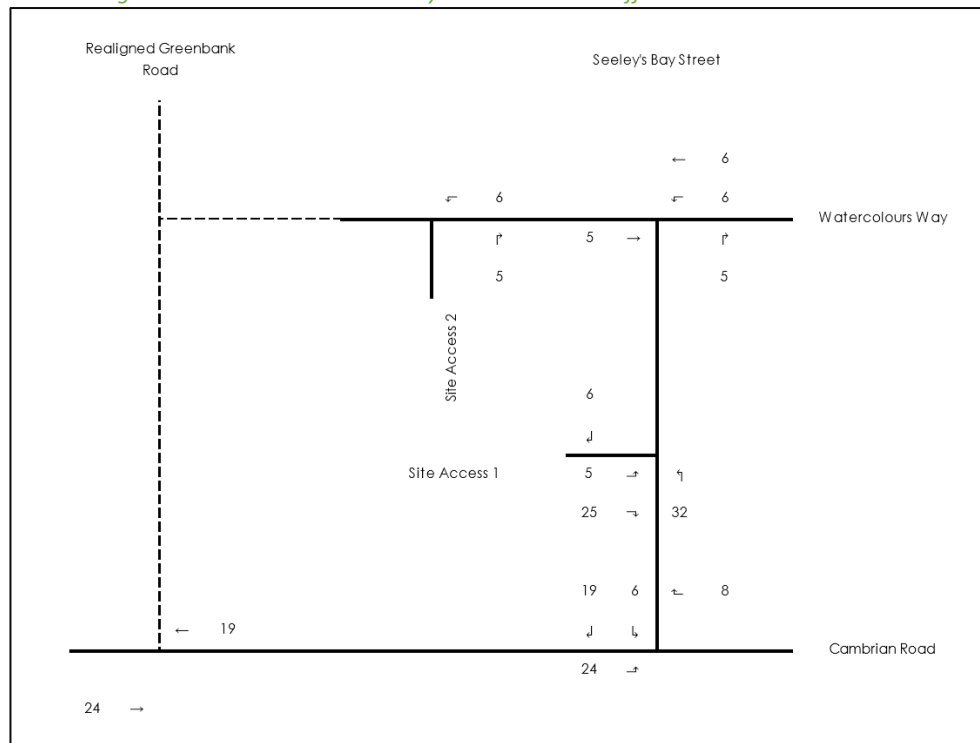 Realigned Greenbank
Road
Seeley's Bay Street
← 6
6
6
Watercolours Way
5 →
5
5
Site Access 2
6
Site Access 1
5
25
32
19 6 8
← 19
Cambrian Road
24
24 →